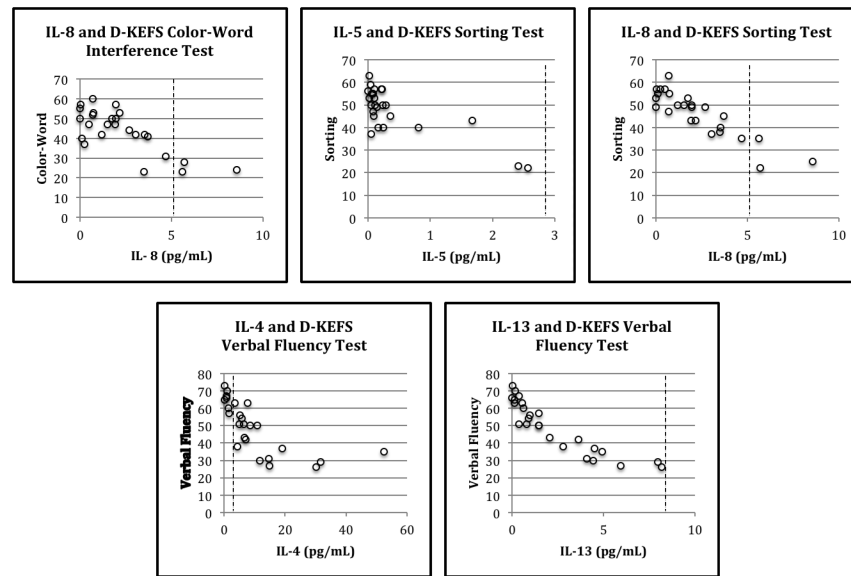 IL-8 and D-KEFS Color-Word
Interference Test
70
60
50
40
30
20
10
0
Color-Word
0 5 10
IL- 8 (pg/mL)
IL-5 and D-KEFS Sorting Test
70
60
50
40
30
20
10
0
Sorting
0 1 2 3
IL-5 (pg/mL)
IL-8 and D-KEFS Sorting Test
70
60
50
40
30
20
10
0
Sorting
0 5 10
IL-8 (pg/mL)
IL-4 and D-KEFS
Verbal Fluency Test
80
70
60
50
40
30
20
10
0
Verbal Fluency
0 20 40 60
IL-4 (pg/mL)
IL-13 and D-KEFS Verbal
Fluency Test
80
70
60
50
40
30
20
10
0
Verbal Fluency
0 5 10
IL-13 (pg/mL)